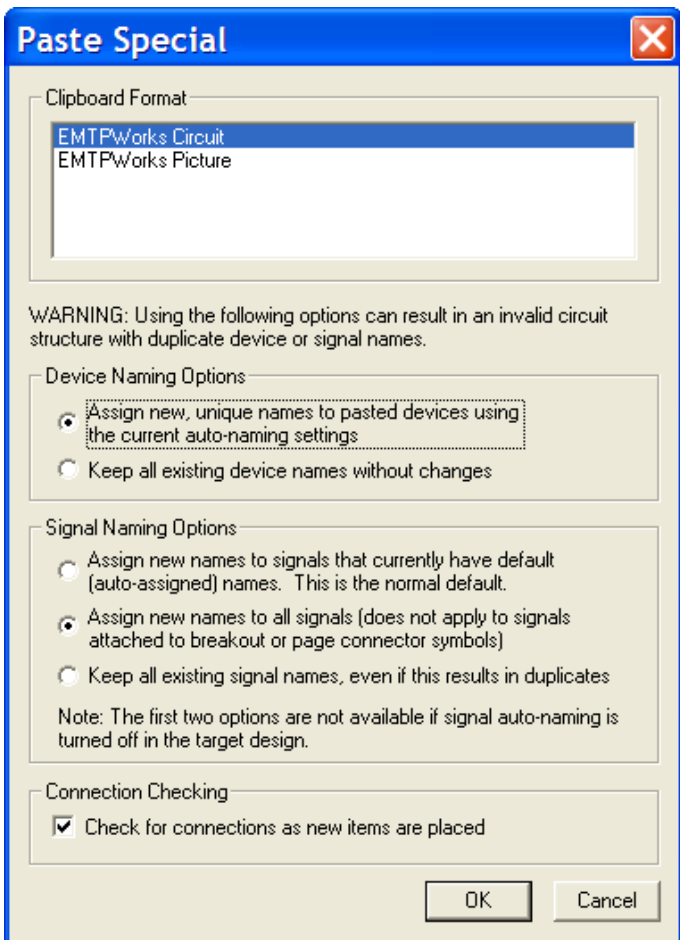 Paste Special
Clipboard Format
EMTPWorks Circuit
EMTPWorks Picture
WARNING: Using the following options can result in an invalid circuit
structure with duplicate device or signal names.
Device Naming Options
Assign new, unique names to pasted devices using
the current auto-naming settings
Keep all existing device names without changes
Signal Naming Options
Assign new names to signals that currently have default
(auto-assigned) names.  This is the normal default.
Assign new names to all signals (does not apply to signals
attached to breakout or page connector symbols)
Keep all existing signal names, even if this results in duplicates
Note: The first two options are not available if signal auto-naming is
turned off in the target design.
Connection Checking
Check for connections as new items are placed
OK
Cancel